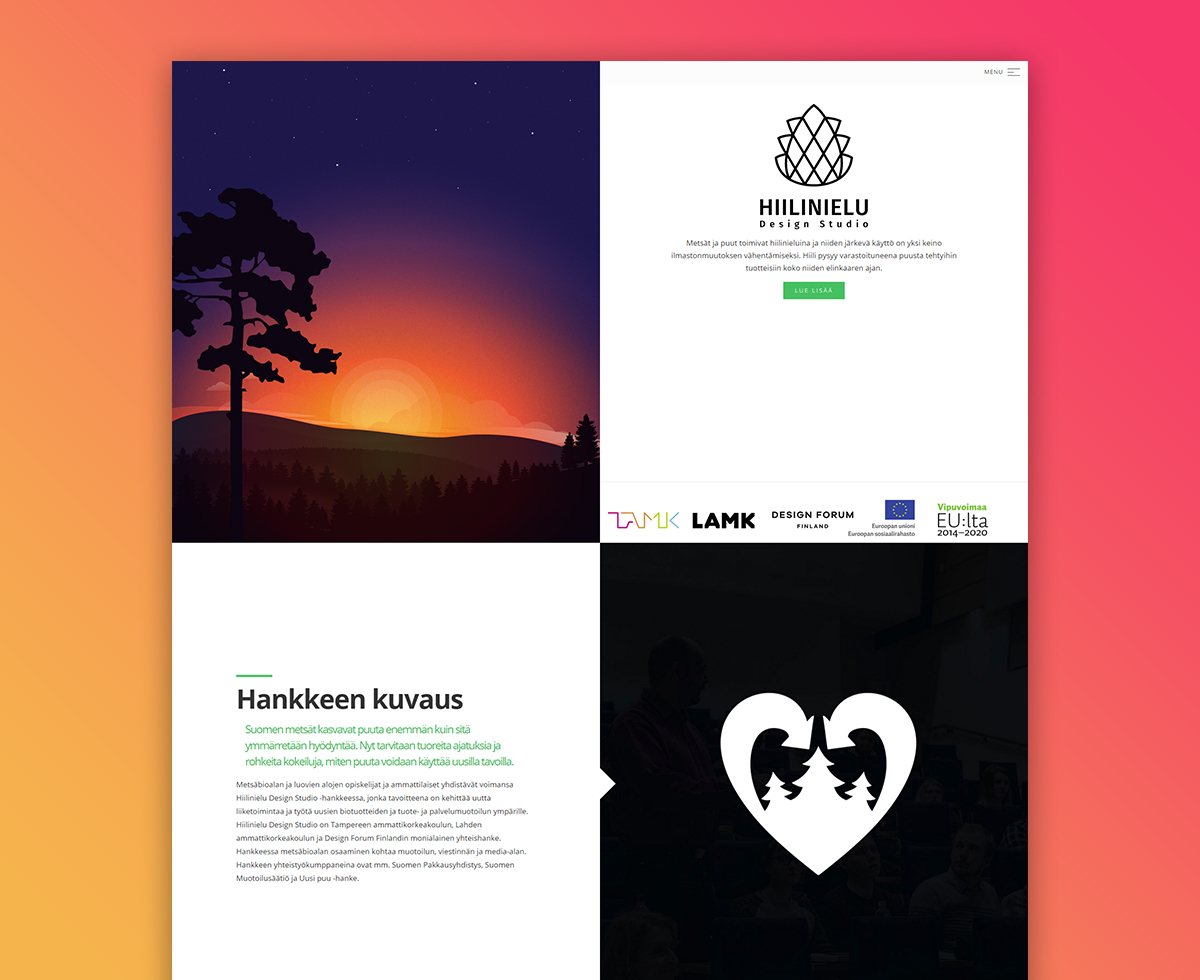 MENU
HIILINIELU
Design Studio
Metsät ja puut toimivat hiilinieluina ja niiden järkevä käyttö on yksi keino
ilmastonmuutoksen vähentämiseksi. Hiili pysyy varastoituneena puusta tehtyihin
tuotteisiin koko niiden elinkaaren ajan.
LUE LISÄÄ
TAMK
LAMK
DESIGN FORUM
FINLAND
Euroopan unioni
Euroopan sosiaalirahasto
Vipuvoimaa
EU:lta
2014–2020
Hankkeen kuvaus
Suomen metsät kasvavat puuta enemmän kuin sitä
ymmärretään hyödyntää. Nyt tarvitaan tuoreita ajatuksia ja
rohkeita kokeiluja, miten puuta voidaan käyttää uusilla tavoilla.
Metsäbioalan ja luovien alojen opiskelijat ja ammattilaiset yhdistävät voimansa
Hiilinielu Design Studio -hankkeessa, jonka tavoitteena on kehittää uutta
liiketoimintaa ja työtä uusien biotuotteiden ja tuote- ja palvelumuotoilun ympärille.
Hiilinielu Design Studio on Tampereen ammattikorkeakoulun, Lahden
ammattikorkeakoulun ja Design Forum Finlandin monialainen yhteishanke.
Hankkeessa metsäbioalan osaaminen kohtaa muotoilun, viestinnän ja media-alan.
Hankkeen yhteistyökumppaneina ovat mm. Suomen Pakkausyhdistys, Suomen
Muotoilusäätiö ja Uusi puu -hanke.